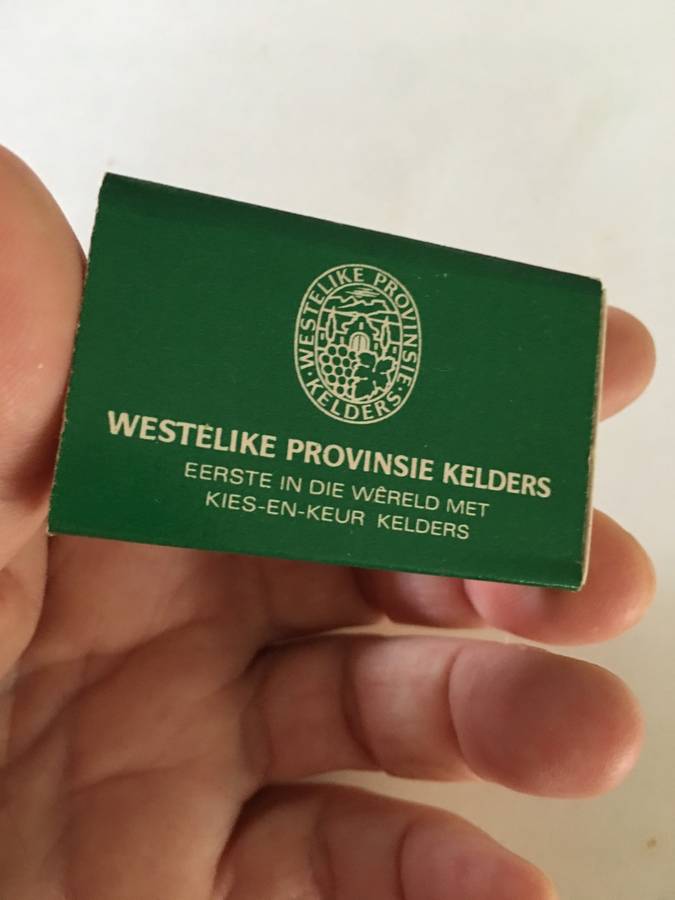 WESTELIKE PROVINSIE
· KELDERS ·
WESTELIKE PROVINSIE KELDERS
EERSTE IN DIE WÊRELD MET
KIES-EN-KEUR KELDERS